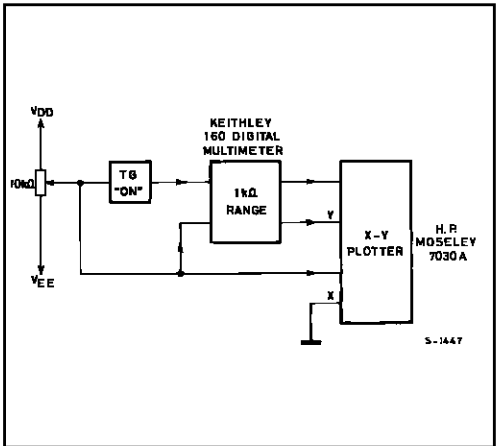 VDD
10kΩ
VEE
TG
"ON"
KEITHLEY
160 DIGITAL
MULTIMETER
1kΩ
RANGE
Y
X
X-Y
PLOTTER
H.P.
MOSELEY
7030A
S-1447